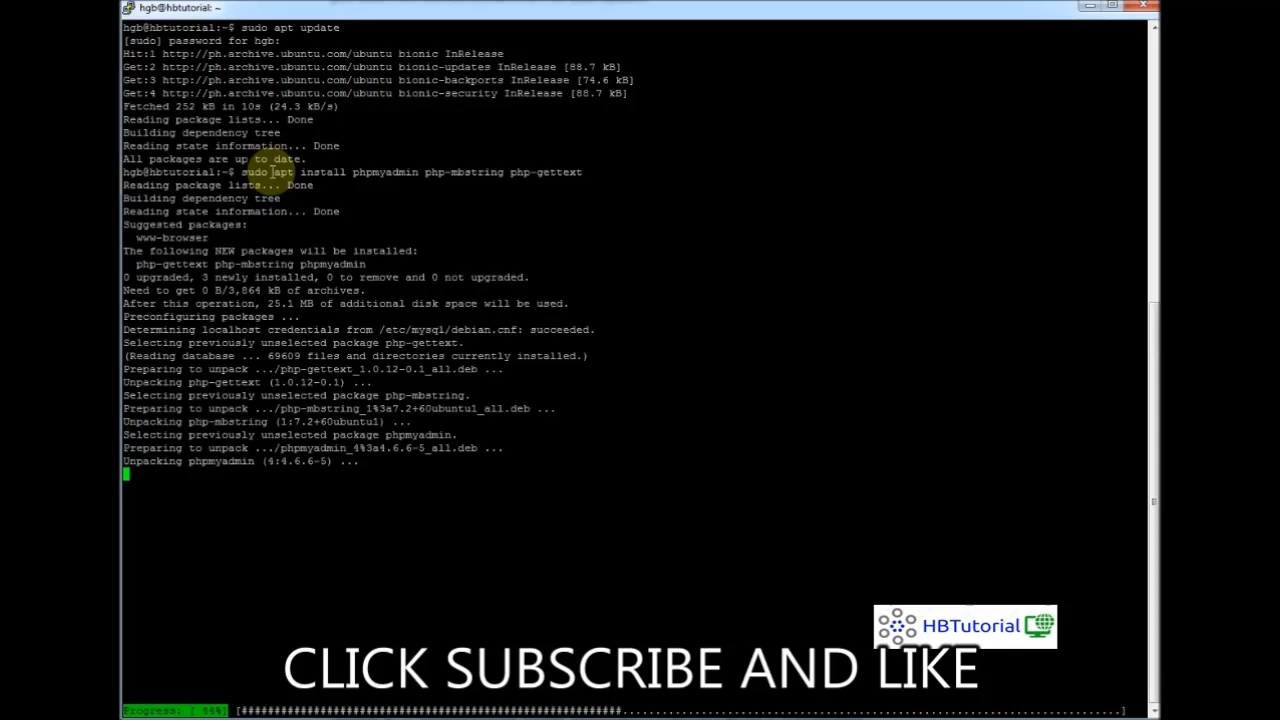 hgb@hbtutorial: ~
hgb@hbtutorial:~$ sudo apt update
[sudo] password for hgb:
Hit:1 http://ph.archive.ubuntu.com/ubuntu bionic InRelease
Get:2 http://ph.archive.ubuntu.com/ubuntu bionic-updates InRelease [88.7 kB]
Get:3 http://ph.archive.ubuntu.com/ubuntu bionic-backports InRelease [74.6 kB]
Get:4 http://ph.archive.ubuntu.com/ubuntu bionic-security InRelease [88.7 kB]
Fetched 252 kB in 10s (24.3 kB/s)
Reading package lists... Done
Building dependency tree
Reading state information... Done
All packages are up to date.
hgb@hbtutorial:~$ sudo apt install phpmyadmin php-mbstring php-gettext
Reading package lists... Done
Building dependency tree
Reading state information... Done
Suggested packages:
www-browser
The following NEW packages will be installed:
php-gettext php-mbstring phpmyadmin
0 upgraded, 3 newly installed, 0 to remove and 0 not upgraded.
Need to get 0 B/3,864 kB of archives.
After this operation, 25.1 MB of additional disk space will be used.
Preconfiguring packages ...
Determining localhost credentials from /etc/mysql/debian.cnf: succeeded.
Selecting previously unselected package php-gettext.
(Reading database ... 69609 files and directories currently installed.)
Preparing to unpack .../php-gettext_1.0.12-0.1_all.deb ...
Unpacking php-gettext (1.0.12-0.1) ...
Selecting previously unselected package php-mbstring.
Preparing to unpack .../php-mbstring_1%3a7.2+60ubuntu1_all.deb ...
Unpacking php-mbstring (1:7.2+60ubuntu1) ...
Selecting previously unselected package phpmyadmin.
Preparing to unpack .../phpmyadmin_4%3a4.6.6-5_all.deb ...
Unpacking phpmyadmin (4:4.6.6-5) ...
HBTutorial
CLICK SUBSCRIBE AND LIKE
Progress: [ 44%]